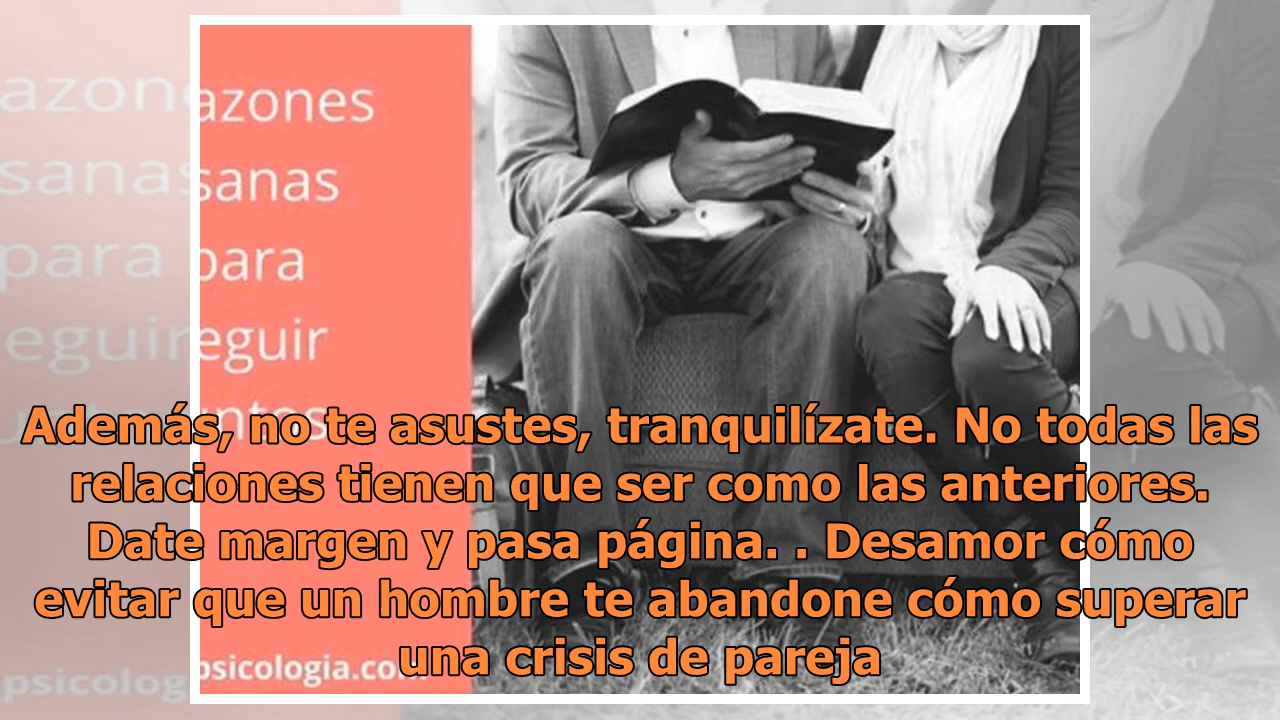 azones
sanas
para
eguir
psicologia.com
Además, no te asustes, tranquilízate. No todas las
relaciones tienen que ser como las anteriores.
Date margen y pasa página. . Desamor cómo
evitar que un hombre te abandone cómo superar
una crisis de pareja